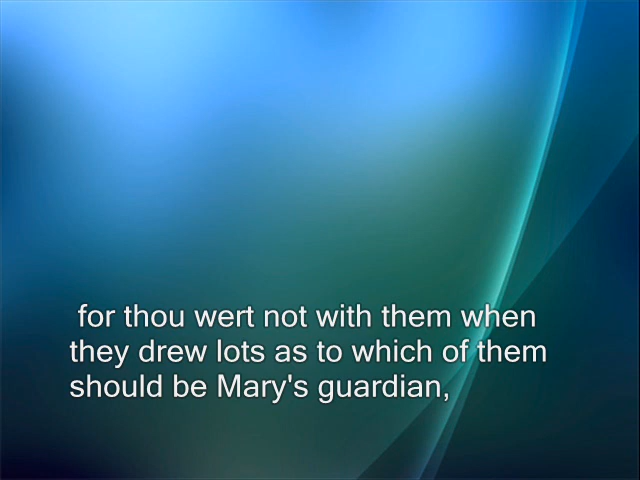 for thou wert not with them when
they drew lots as to which of them
should be Mary's guardian,